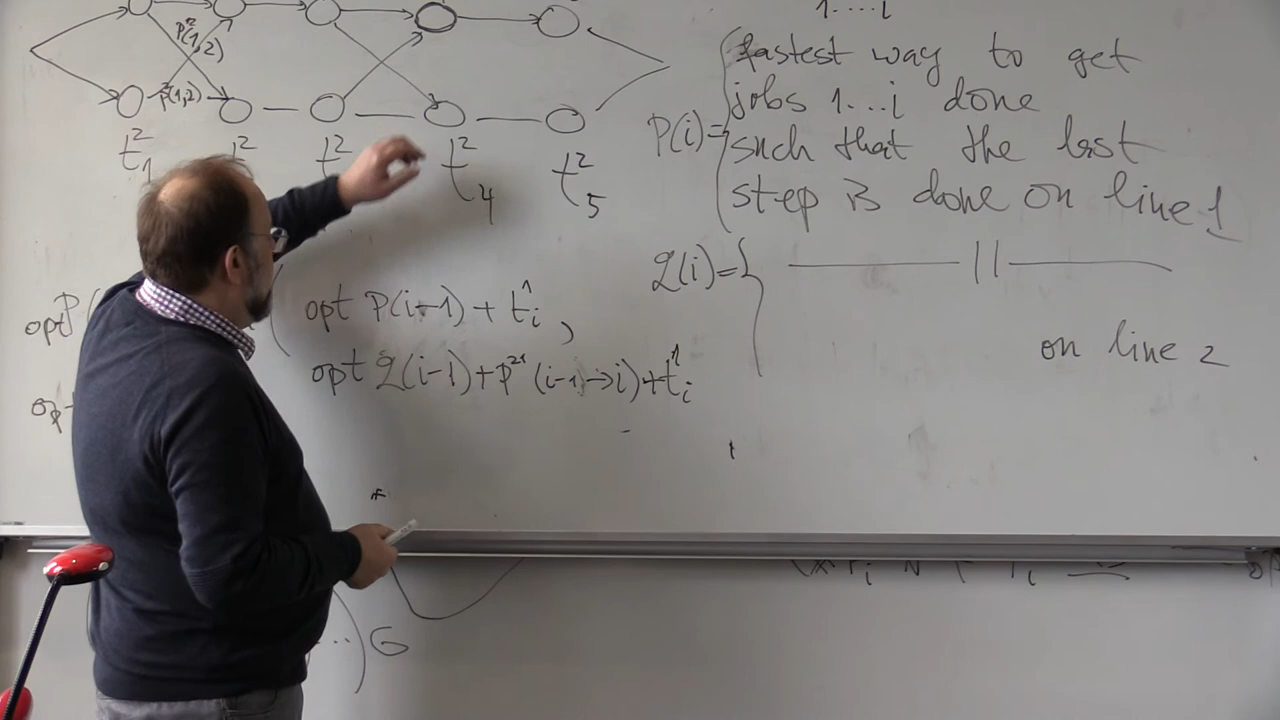 1....i
fastest way to get
jobs 1...i done
P(i)= such that the last
step is done on line 1
q(i)= —— || ——
on line 2
p²(1,2)
p²(1,2)
t²₁ t² t² t²₄ t²₅
opt P( opt P(i-1) + t¹ᵢ ,
opt q(i-1) + p²¹(i-1→i) + t¹ᵢ
...) G